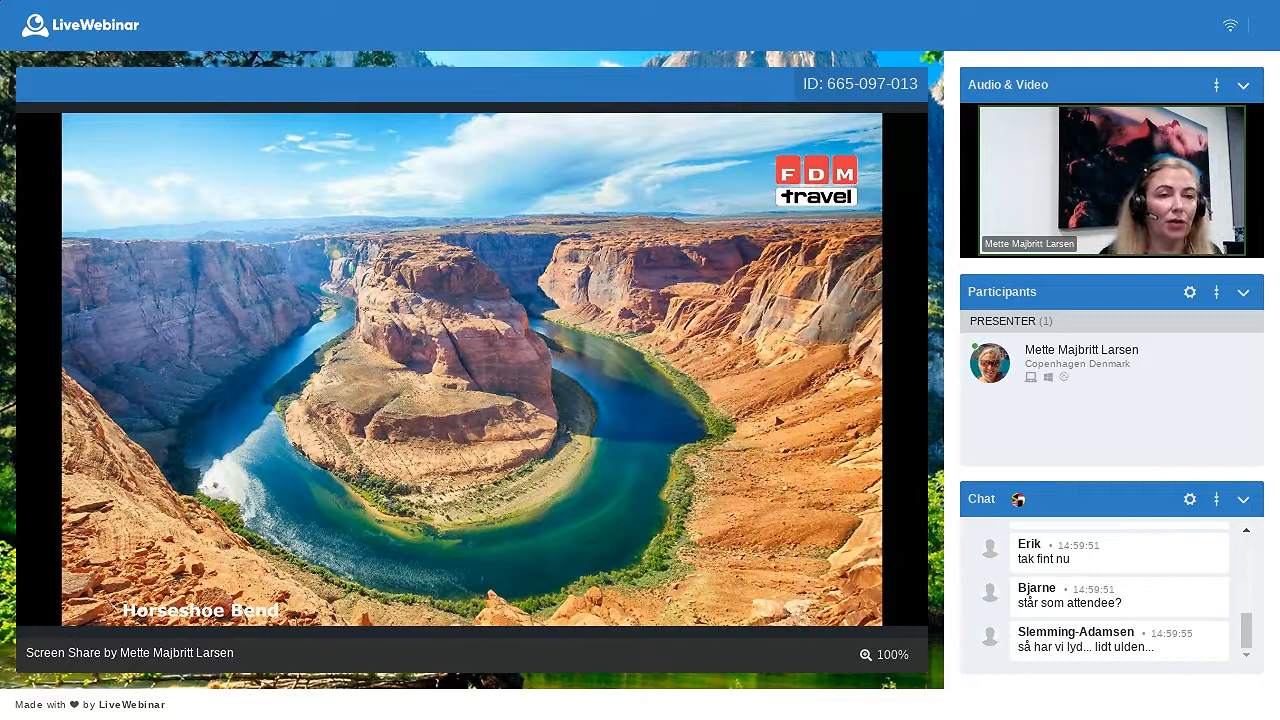 LiveWebinar
ID: 665-097-013
FDM
travel
Horseshoe Bend
Screen Share by Mette Majbritt Larsen
100%
Audio & Video
Mette Majbritt Larsen
Participants
PRESENTER (1)
Mette Majbritt Larsen
Copenhagen Denmark
Chat
Erik • 14:59:51
tak fint nu
Bjarne • 14:59:51
står som attendee?
Slemming-Adamsen • 14:59:55
så har vi lyd... lidt ulden...
Made with ❤ by LiveWebinar